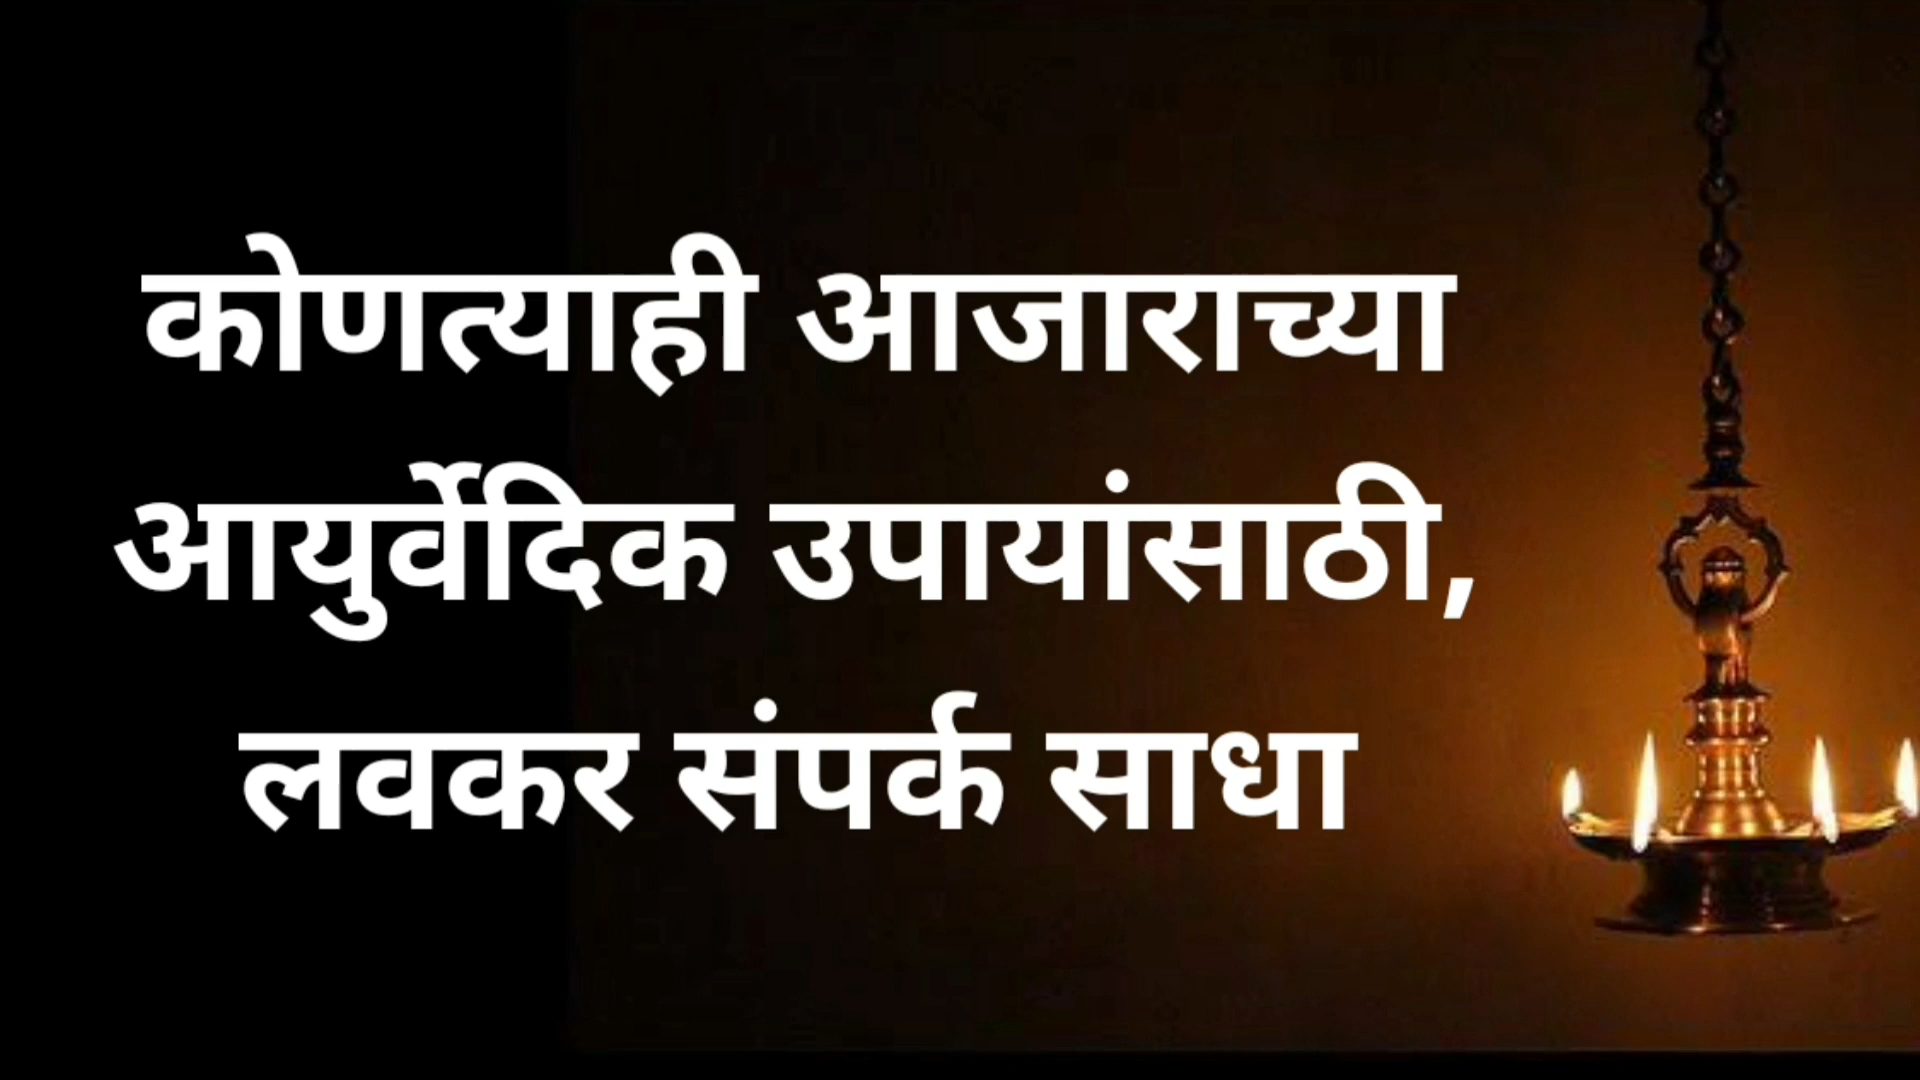 कोणत्याही आजाराच्या
आयुर्वेदिक उपायांसाठी,
लवकर संपर्क साधा